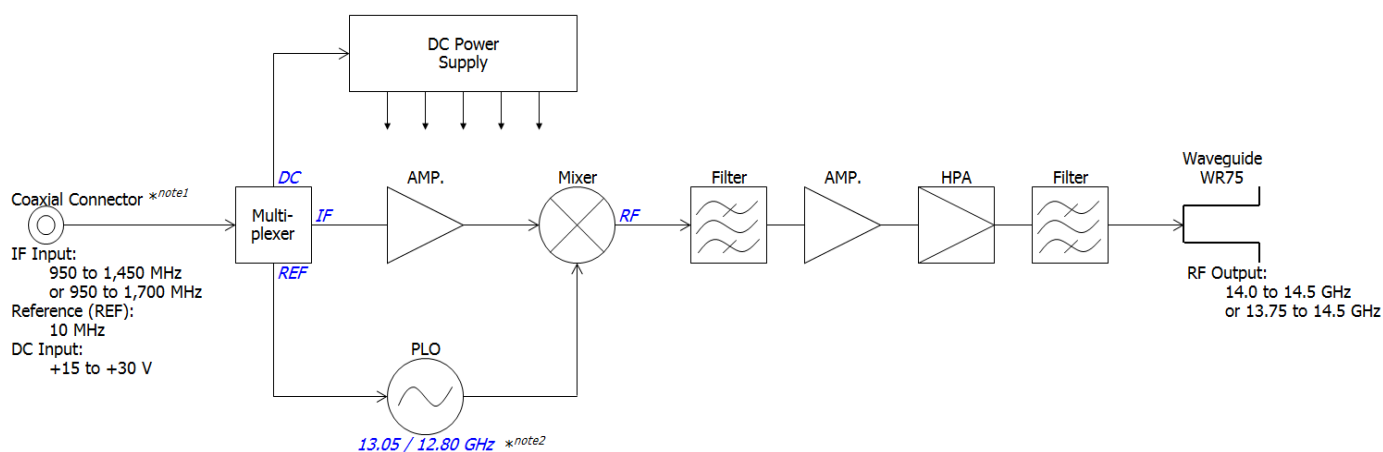 DC Power
Supply
DC
AMP.
Mixer
Filter
AMP.
HPA
Filter
Waveguide
WR75
Coaxial Connector *note1
Multi-
plexer
IF
RF
REF
IF Input:
950 to 1,450 MHz
or 950 to 1,700 MHz
Reference (REF):
10 MHz
DC Input:
+15 to +30 V
RF Output:
14.0 to 14.5 GHz
or 13.75 to 14.5 GHz
PLO
13.05 / 12.80 GHz *note2